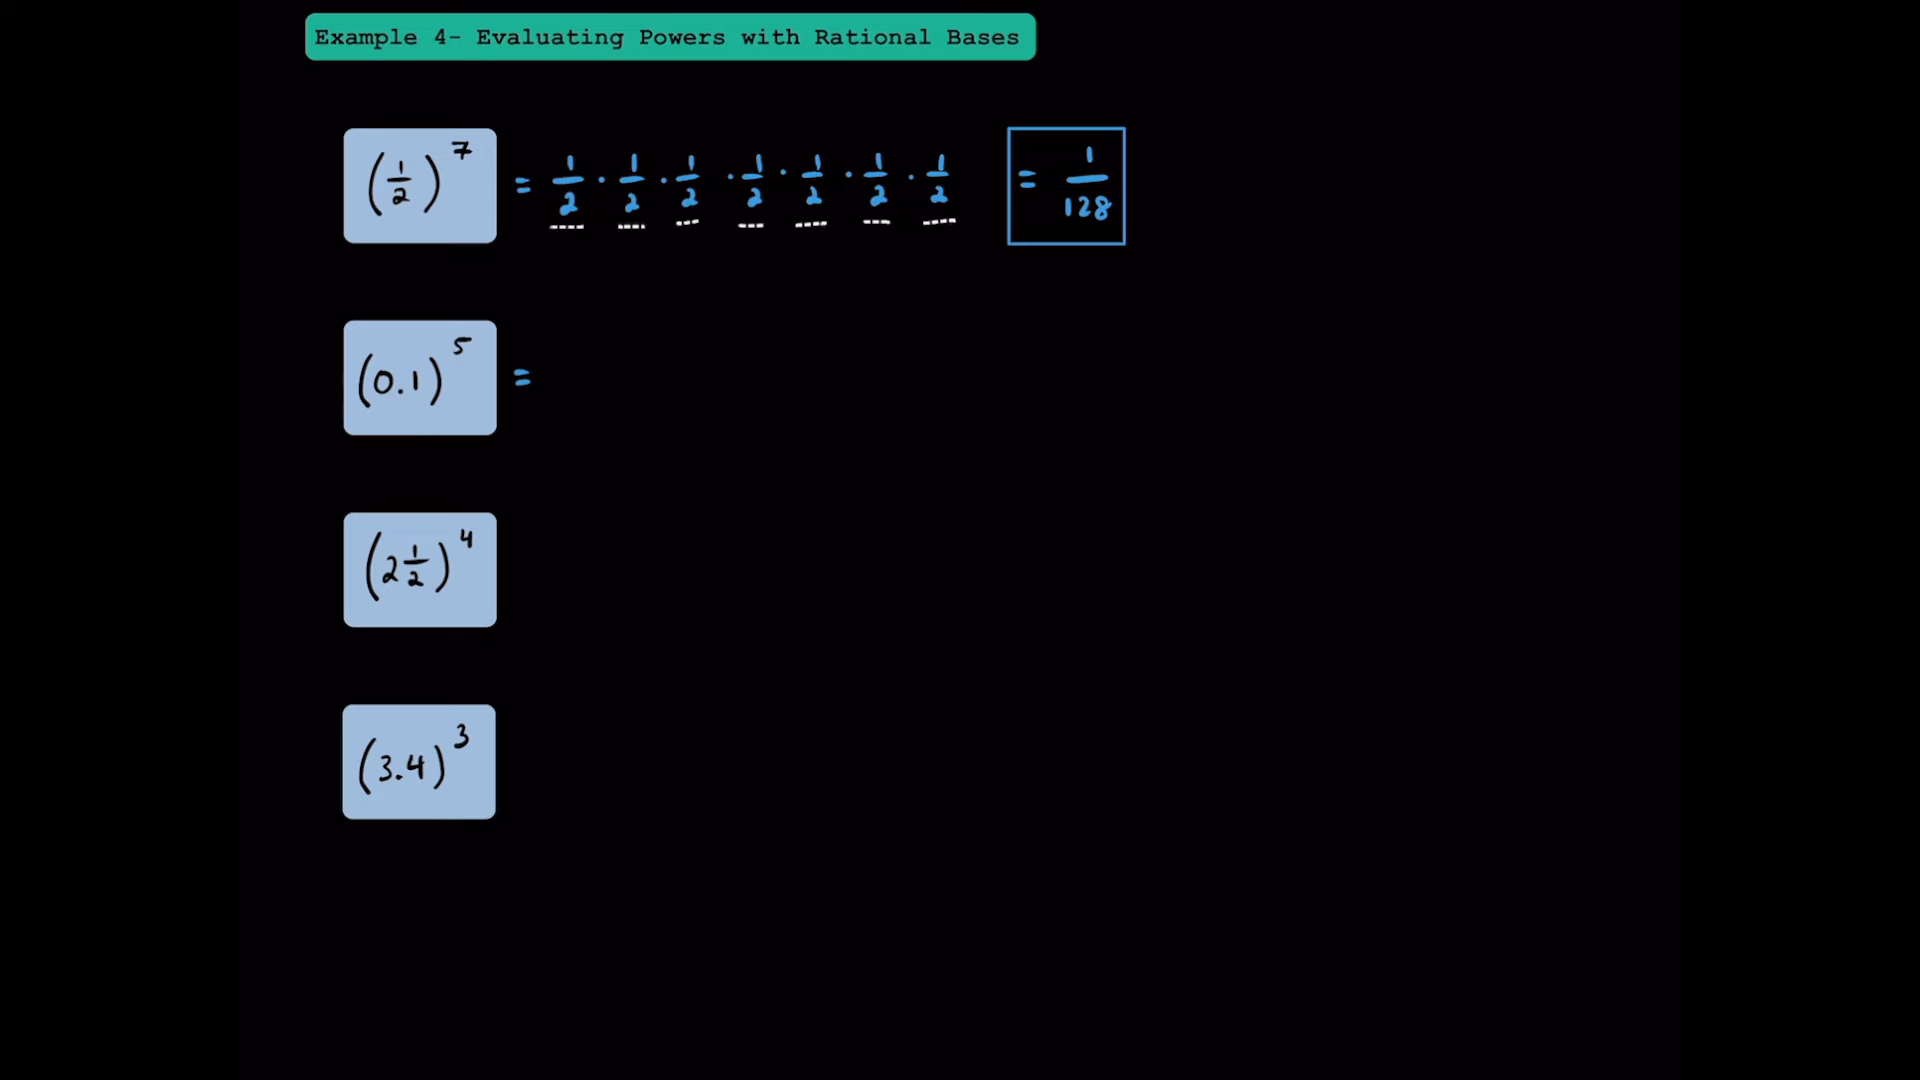 Example 4- Evaluating Powers with Rational Bases
(1/2)^7 = 1/2 · 1/2 · 1/2 · 1/2 · 1/2 · 1/2 · 1/2 = 1/128
(0.1)^5 =
(2 1/2)^4
(3.4)^3